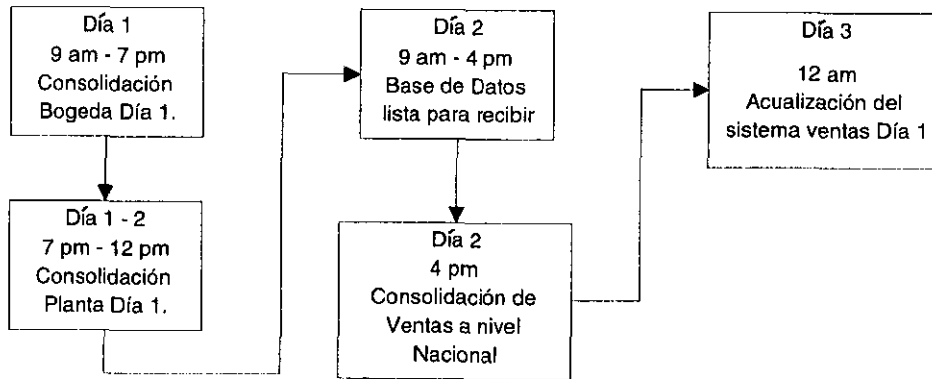 Día 1
9 am - 7 pm
Consolidación
Bogeda Día 1.
Día 1 - 2
7 pm - 12 pm
Consolidación
Planta Día 1.
Día 2
9 am - 4 pm
Base de Datos
lista para recibir
Día 2
4 pm
Consolidación de
Ventas a nivel
Nacional
Día 3
12 am
Acualización del
sistema ventas Día 1